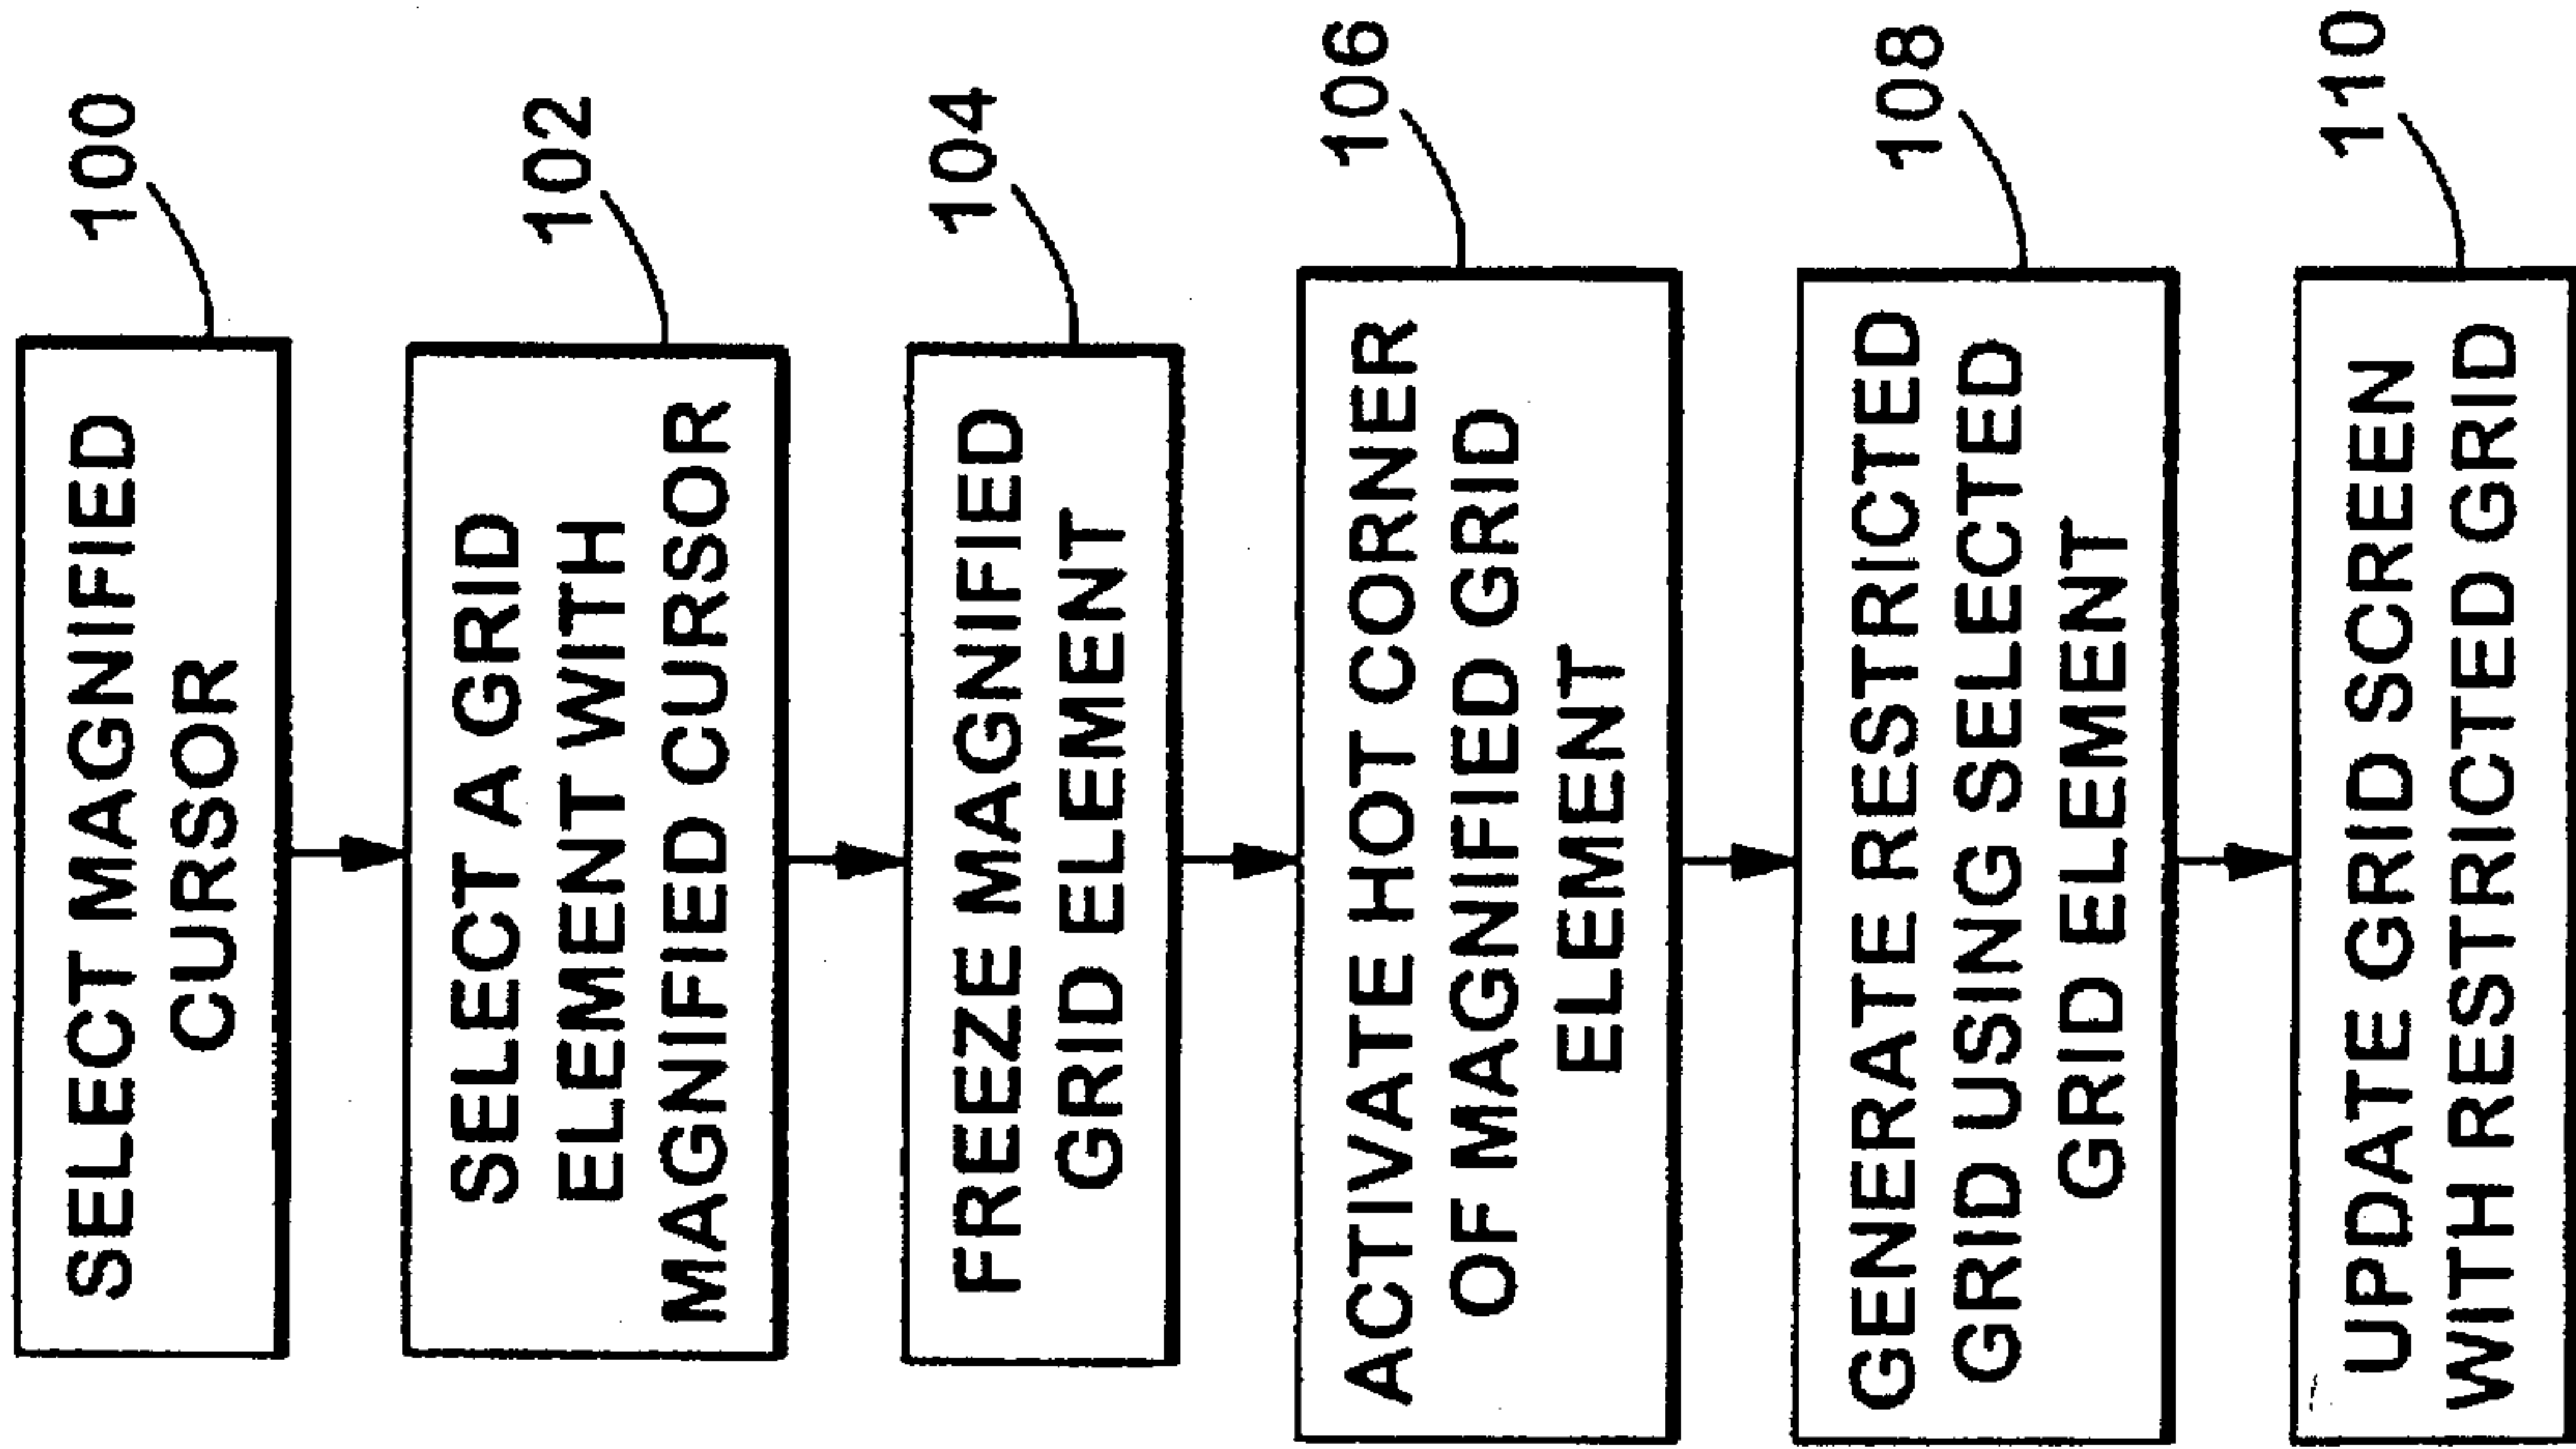 SELECT MAGNIFIED
CURSOR
100
SELECT A GRID
ELEMENT WITH
MAGNIFIED CURSOR
102
FREEZE MAGNIFIED
GRID ELEMENT
104
ACTIVATE HOT CORNER
OF MAGNIFIED GRID
ELEMENT
106
GENERATE RESTRICTED
GRID USING SELECTED
GRID ELEMENT
108
UPDATE GRID SCREEN
WITH RESTRICTED GRID
110